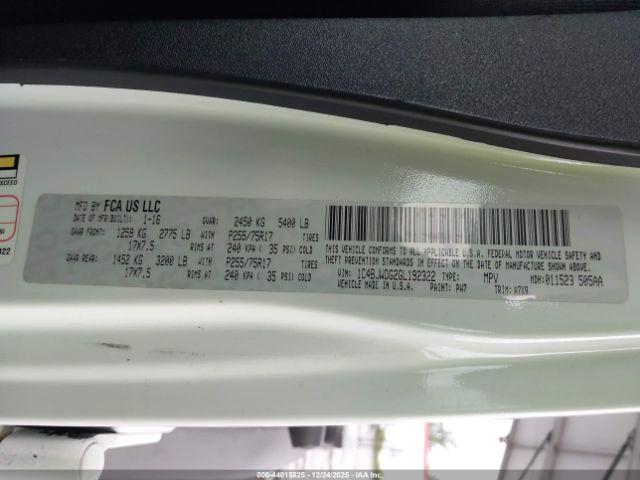 EXCEED
MFD BY FCA US LLC
DATE OF MFR(BUILT): 1-16 GVWR: 2450 KG 5400 LB
GAWR FRONT: 1259 KG 2775 LB WITH P255/75R17 TIRES
17X7.5 RIMS AT 240 KPA ( 35 PSI) COLD
GAWR REAR: 1452 KG 3200 LB WITH P255/75R17 TIRES
17X7.5 RIMS AT 240 KPA ( 35 PSI) COLD
THIS VEHICLE CONFORMS TO ALL APPLICABLE U.S.A. FEDERAL MOTOR VEHICLE SAFETY AND
THEFT PREVENTION STANDARDS IN EFFECT ON THE DATE OF MANUFACTURE SHOWN ABOVE.
VIN: 1C4BJWDG2GL192322 TYPE: MPV MDH: 011523 505AA
VEHICLE MADE IN U.S.A. PAINT: PW7 TRIM: A7X9
000-44015825 - 12/24/2025 - IAAI.COM